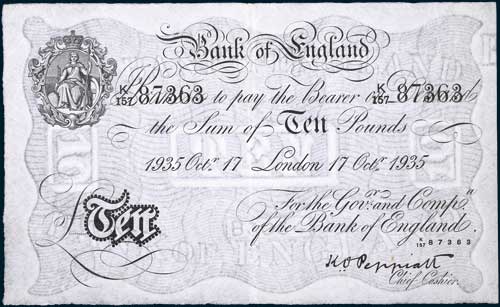 Bank of England
K/157 87363 to pay the Bearer K/157 87363
the Sum of Ten Pounds
1935 Octr. 17 London 17 Octr. 1935
For the Govr. and Compa.
of the Bank of England.
£Ten
K/157 87363
K.O. Peppiatt
Chief Cashier.